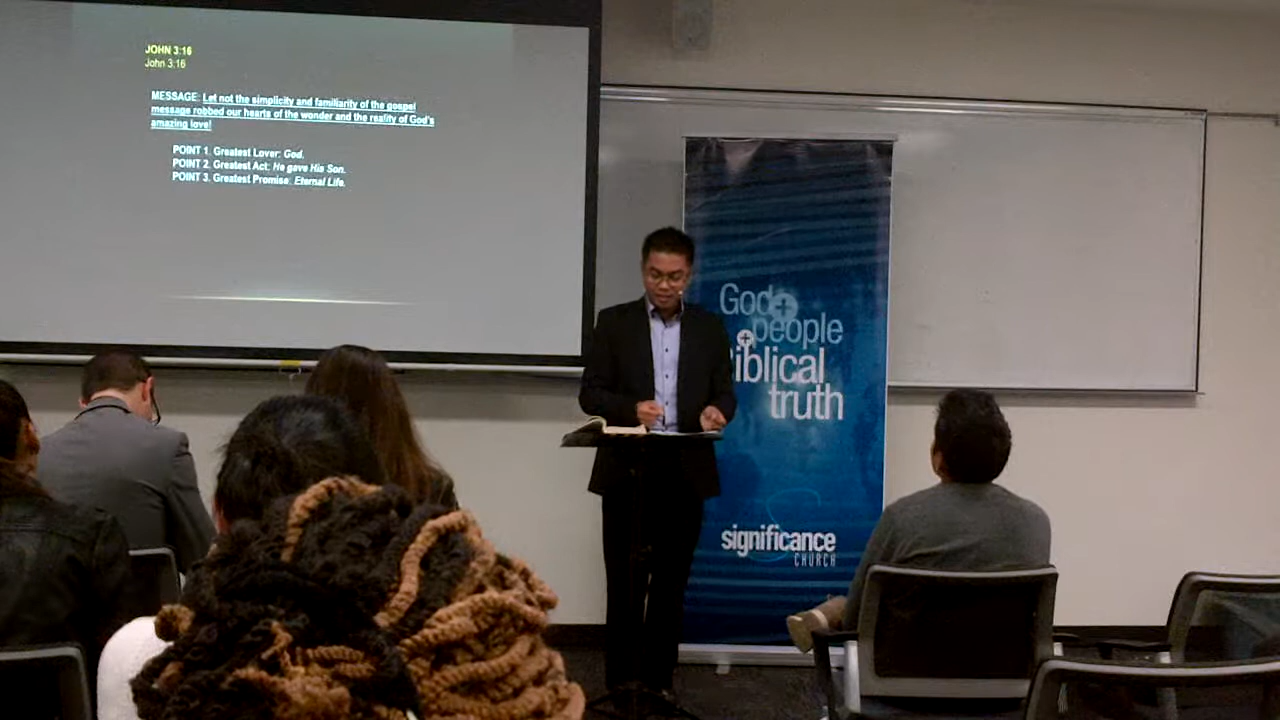 JOHN 3:16
John 3:16
MESSAGE: Let not the simplicity and familiarity of the gospel
message robbed our hearts of the wonder and the reality of God's
amazing love!
POINT 1. Greatest Lover: God.
POINT 2. Greatest Act: He gave His Son.
POINT 3. Greatest Promise: Eternal Life.
God+
people
+
Biblical
truth
significance
CHURCH